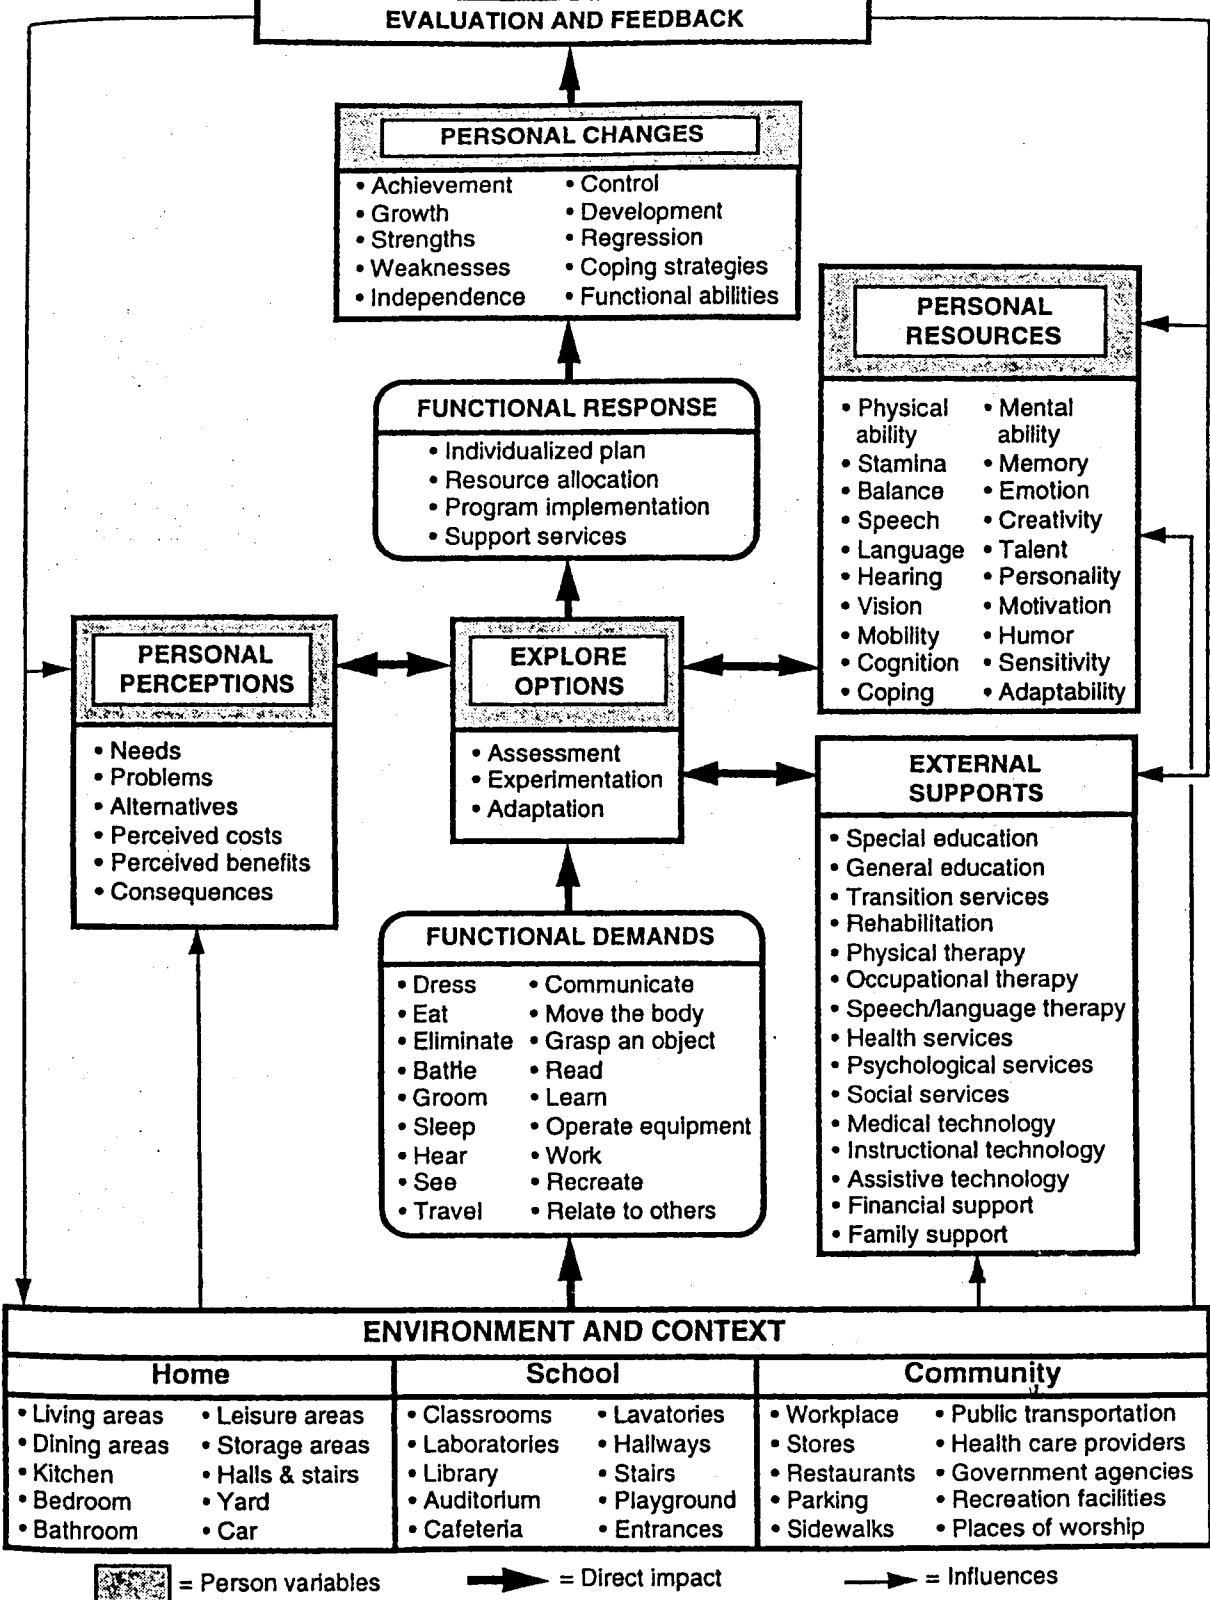 EVALUATION AND FEEDBACK
PERSONAL CHANGES
• Achievement
• Growth
• Strengths
• Weaknesses
• Independence
• Control
• Development
• Regression
• Coping strategies
• Functional abilities
PERSONAL
RESOURCES
• Physical
ability
• Stamina
• Balance
• Speech
• Language
• Hearing
• Vision
• Mobility
• Cognition
• Coping
• Mental
ability
• Memory
• Emotion
• Creativity
• Talent
• Personality
• Motivation
• Humor
• Sensitivity
• Adaptability
FUNCTIONAL RESPONSE
• Individualized plan
• Resource allocation
• Program implementation
• Support services
PERSONAL
PERCEPTIONS
• Needs
• Problems
• Alternatives
• Perceived costs
• Perceived benefits
• Consequences
EXPLORE
OPTIONS
• Assessment
• Experimentation
• Adaptation
EXTERNAL
SUPPORTS
• Special education
• General education
• Transition services
• Rehabilitation
• Physical therapy
• Occupational therapy
• Speech/language therapy
• Health services
• Psychological services
• Social services
• Medical technology
• Instructional technology
• Assistive technology
• Financial support
• Family support
FUNCTIONAL DEMANDS
• Dress
• Eat
• Eliminate
• Bathe
• Groom
• Sleep
• Hear
• See
• Travel
• Communicate
• Move the body
• Grasp an object
• Read
• Learn
• Operate equipment
• Work
• Recreate
• Relate to others
ENVIRONMENT AND CONTEXT
Home
• Living areas
• Dining areas
• Kitchen
• Bedroom
• Bathroom
• Leisure areas
• Storage areas
• Halls & stairs
• Yard
• Car
School
• Classrooms
• Laboratories
• Library
• Auditorium
• Cafeteria
• Lavatories
• Hallways
• Stairs
• Playground
• Entrances
Community
• Workplace
• Stores
• Restaurants
• Parking
• Sidewalks
• Public transportation
• Health care providers
• Government agencies
• Recreation facilities
• Places of worship
= Person variables
= Direct impact
= Influences